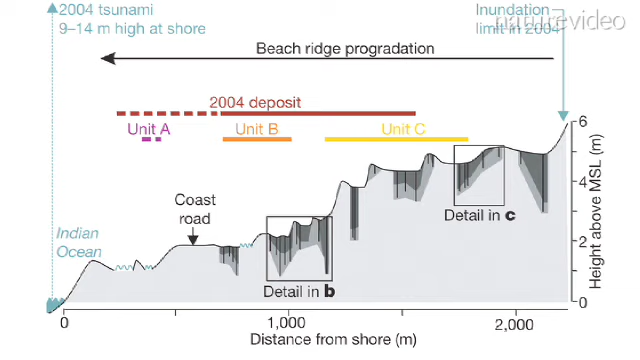 2004 tsunami
9–14 m high at shore
Inundation
limit in 2004
naturevideo
Beach ridge progradation
2004 deposit
Unit A
Unit B
Unit C
6
4
2
0
Height above MSL (m)
Coast
road
Indian
Ocean
Detail in b
Detail in c
0
1,000
2,000
Distance from shore (m)